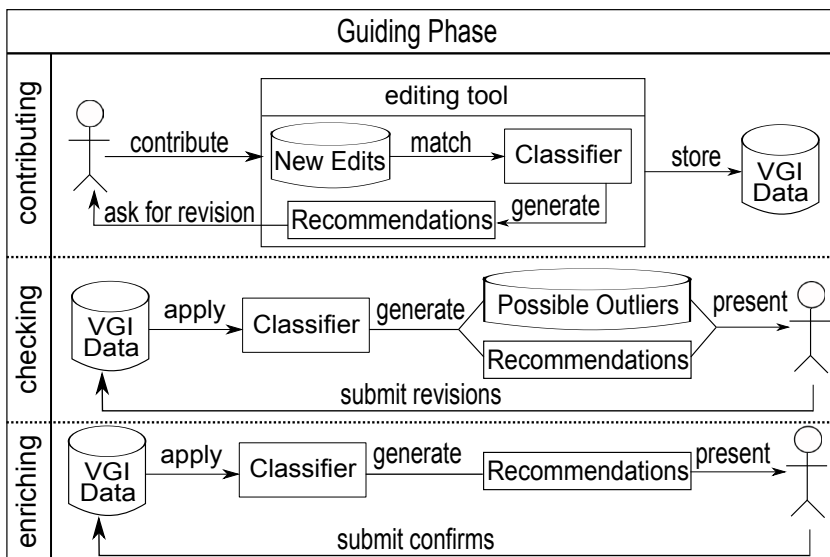 Guiding Phase
contributing
editing tool
contribute
New Edits
match
Classifier
store
VGI
Data
ask for revision
Recommendations
generate
checking
VGI
Data
apply
Classifier
generate
Possible Outliers
Recommendations
present
submit revisions
enriching
VGI
Data
apply
Classifier
generate
Recommendations
present
submit confirms